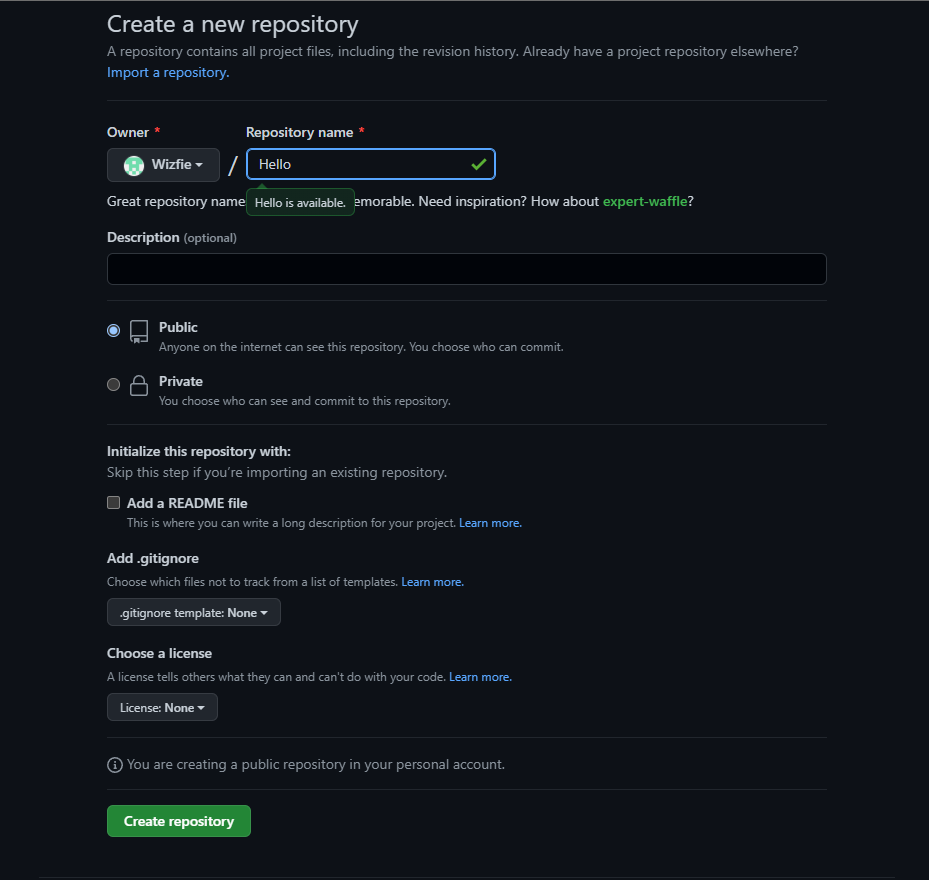 Create a new repository
A repository contains all project files, including the revision history. Already have a project repository elsewhere?
Import a repository.
Owner *
Repository name *
Wizfie
/
Hello
Great repository name
Hello is available.
emorable. Need inspiration? How about expert-waffle?
Description (optional)
Public
Anyone on the internet can see this repository. You choose who can commit.
Private
You choose who can see and commit to this repository.
Initialize this repository with:
Skip this step if you’re importing an existing repository.
Add a README file
This is where you can write a long description for your project. Learn more.
Add .gitignore
Choose which files not to track from a list of templates. Learn more.
.gitignore template: None
Choose a license
A license tells others what they can and can't do with your code. Learn more.
License: None
You are creating a public repository in your personal account.
Create repository